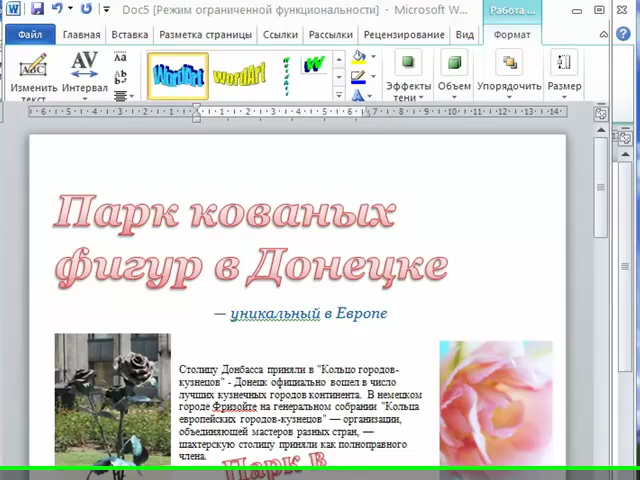 Doc5 [Режим ограниченной функциональности] - Microsoft W...
Работа ...
Файл Главная Вставка Разметка страницы Ссылки Рассылки Рецензирование Вид Формат
Изменить текст
Интервал
WordArt WordArt
Эффекты тени
Объем
Упорядочить
Размер
Парк кованых
фигур в Донецке
— уникальный в Европе
Столицу Донбасса приняли в "Кольцо городов-
кузнецов" - Донецк официально вошел в число
лучших кузнечных городов континента. В немецком
городе Фризойте на генеральном собрании "Кольца
европейских городов-кузнецов" — организации,
объединяющей мастеров разных стран, —
шахтерскую столицу приняли как полноправного
члена.
Парк в